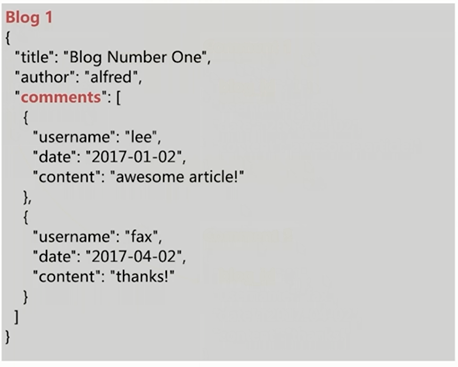 Blog 1
{
"title": "Blog Number One",
"author": "alfred",
"comments": [
{
"username": "lee",
"date": "2017-01-02",
"content": "awesome article!"
},
{
"username": "fax",
"date": "2017-04-02",
"content": "thanks!"
}
]
}